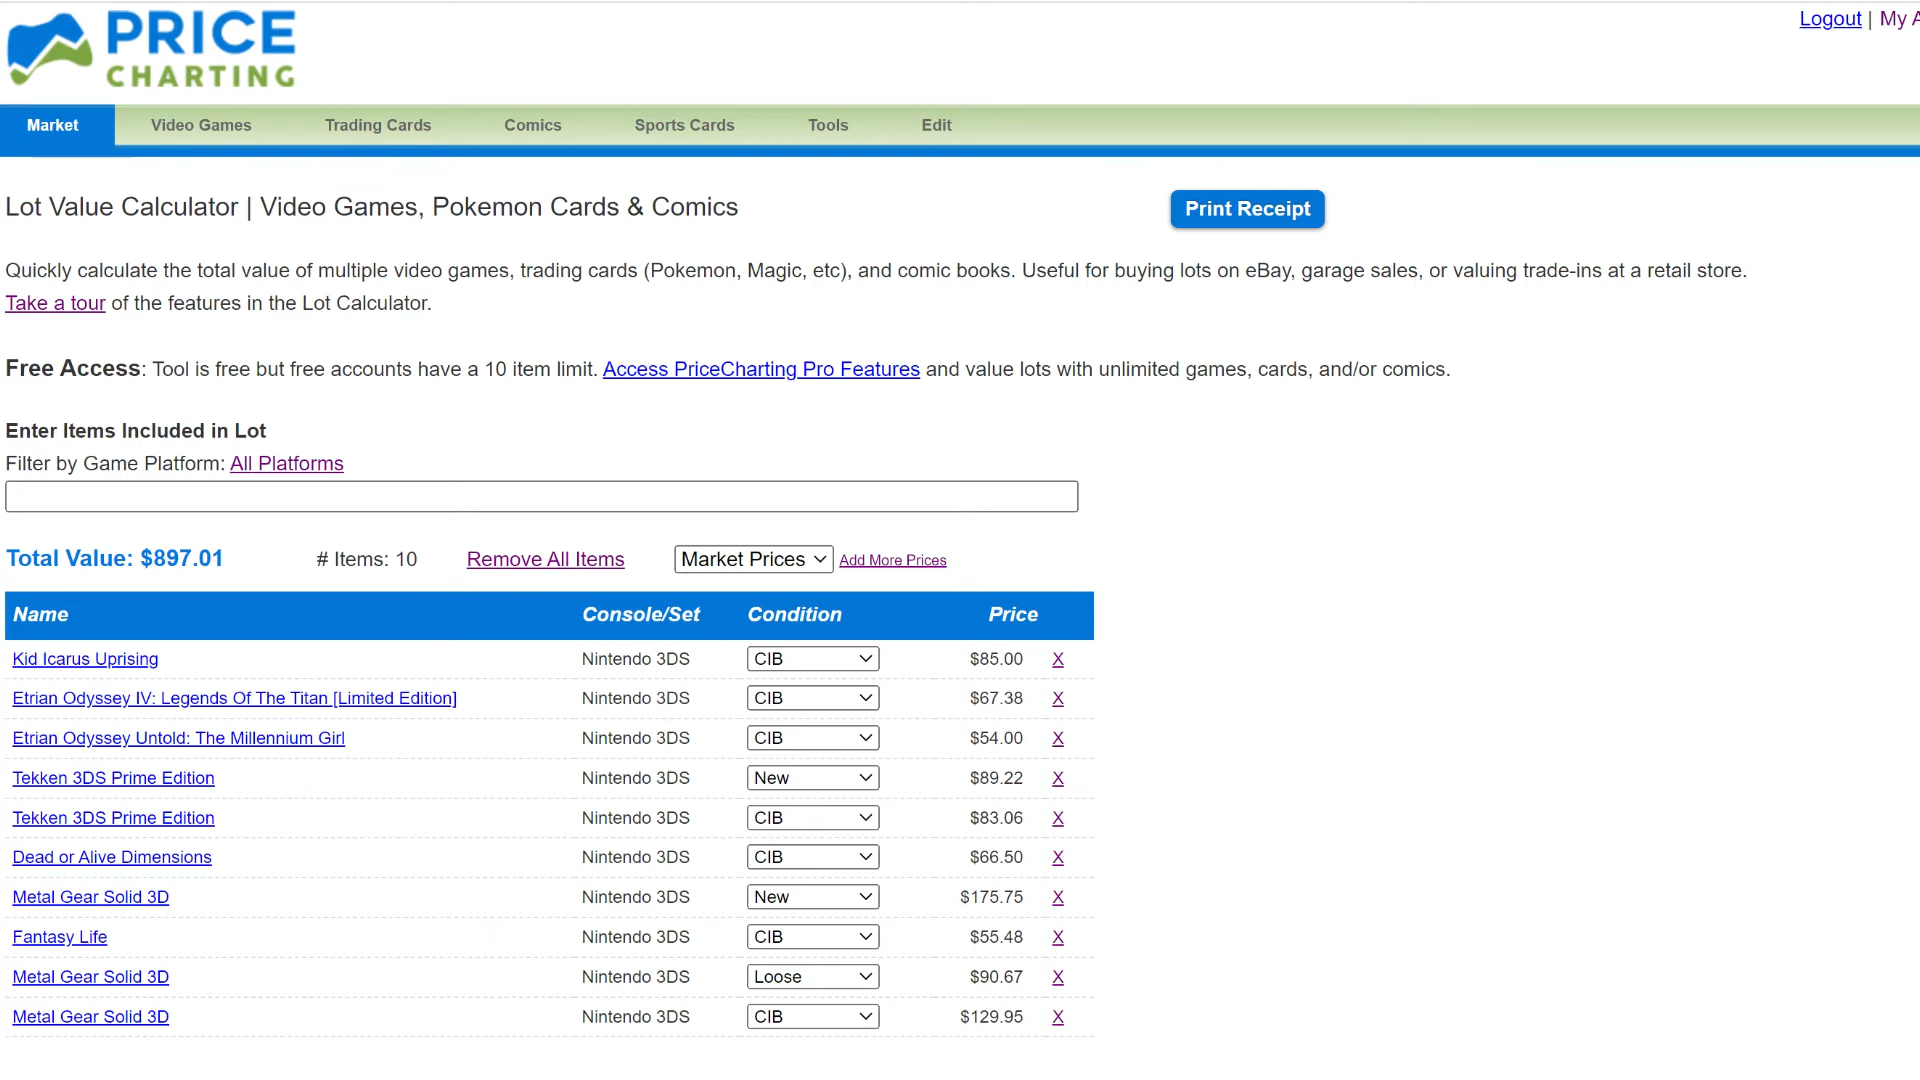 PRICE
CHARTING
Logout | My A
Market Video Games Trading Cards Comics Sports Cards Tools Edit
Lot Value Calculator | Video Games, Pokemon Cards & Comics
Print Receipt
Quickly calculate the total value of multiple video games, trading cards (Pokemon, Magic, etc), and comic books. Useful for buying lots on eBay, garage sales, or valuing trade-ins at a retail store.
Take a tour of the features in the Lot Calculator.
Free Access: Tool is free but free accounts have a 10 item limit. Access PriceCharting Pro Features and value lots with unlimited games, cards, and/or comics.
Enter Items Included in Lot
Filter by Game Platform: All Platforms
Total Value: $897.01 # Items: 10 Remove All Items Market Prices Add More Prices
Name Console/Set Condition Price
Kid Icarus Uprising Nintendo 3DS CIB $85.00 X
Etrian Odyssey IV: Legends Of The Titan [Limited Edition] Nintendo 3DS CIB $67.38 X
Etrian Odyssey Untold: The Millennium Girl Nintendo 3DS CIB $54.00 X
Tekken 3DS Prime Edition Nintendo 3DS New $89.22 X
Tekken 3DS Prime Edition Nintendo 3DS CIB $83.06 X
Dead or Alive Dimensions Nintendo 3DS CIB $66.50 X
Metal Gear Solid 3D Nintendo 3DS New $175.75 X
Fantasy Life Nintendo 3DS CIB $55.48 X
Metal Gear Solid 3D Nintendo 3DS Loose $90.67 X
Metal Gear Solid 3D Nintendo 3DS CIB $129.95 X